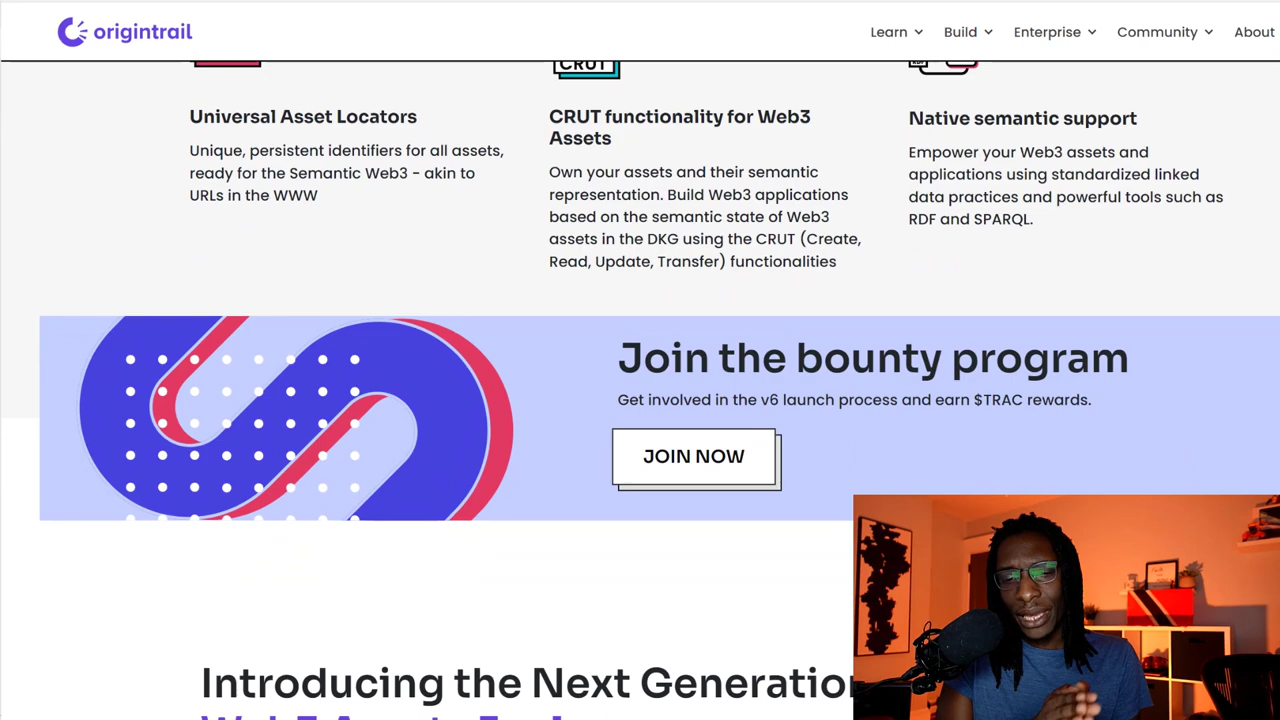 origintrail
Learn
Build
Enterprise
Community
About
CRUT
Universal Asset Locators
Unique, persistent identifiers for all assets,
ready for the Semantic Web3 - akin to
URLs in the WWW
CRUT functionality for Web3
Assets
Own your assets and their semantic
representation. Build Web3 applications
based on the semantic state of Web3
assets in the DKG using the CRUT (Create,
Read, Update, Transfer) functionalities
Native semantic support
Empower your Web3 assets and
applications using standardized linked
data practices and powerful tools such as
RDF and SPARQL.
Join the bounty program
Get involved in the v6 launch process and earn $TRAC rewards.
JOIN NOW
Introducing the Next Generation